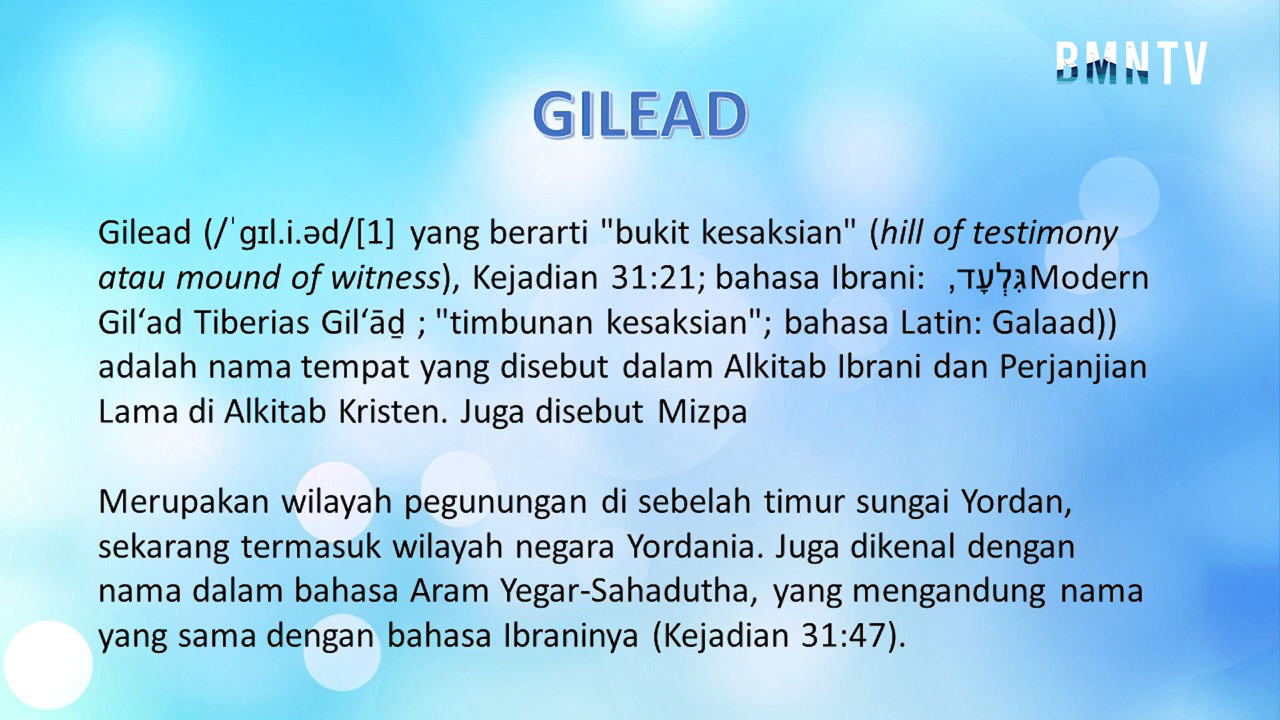 BMNTV
GILEAD
Gilead (/ˈɡɪl.i.əd/[1] yang berarti "bukit kesaksian" (hill of testimony
atau mound of witness), Kejadian 31:21; bahasa Ibrani: גִּלְעָד, Modern
Gilʻad Tiberias Gilʻāḏ ; "timbunan kesaksian"; bahasa Latin: Galaad))
adalah nama tempat yang disebut dalam Alkitab Ibrani dan Perjanjian
Lama di Alkitab Kristen. Juga disebut Mizpa
Merupakan wilayah pegunungan di sebelah timur sungai Yordan,
sekarang termasuk wilayah negara Yordania. Juga dikenal dengan
nama dalam bahasa Aram Yegar-Sahadutha, yang mengandung nama
yang sama dengan bahasa Ibraninya (Kejadian 31:47).